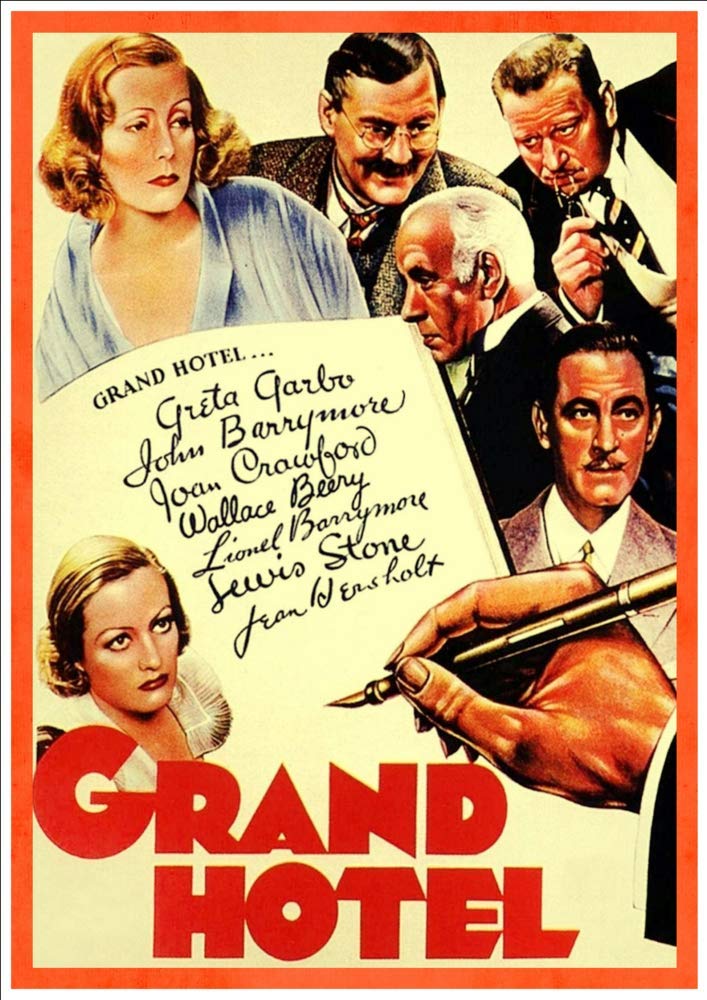 GRAND HOTEL...
Greta Garbo
John Barrymore
Joan Crawford
Wallace Beery
Lionel Barrymore
Lewis Stone
Jean Hersholt
GRAND
HOTEL